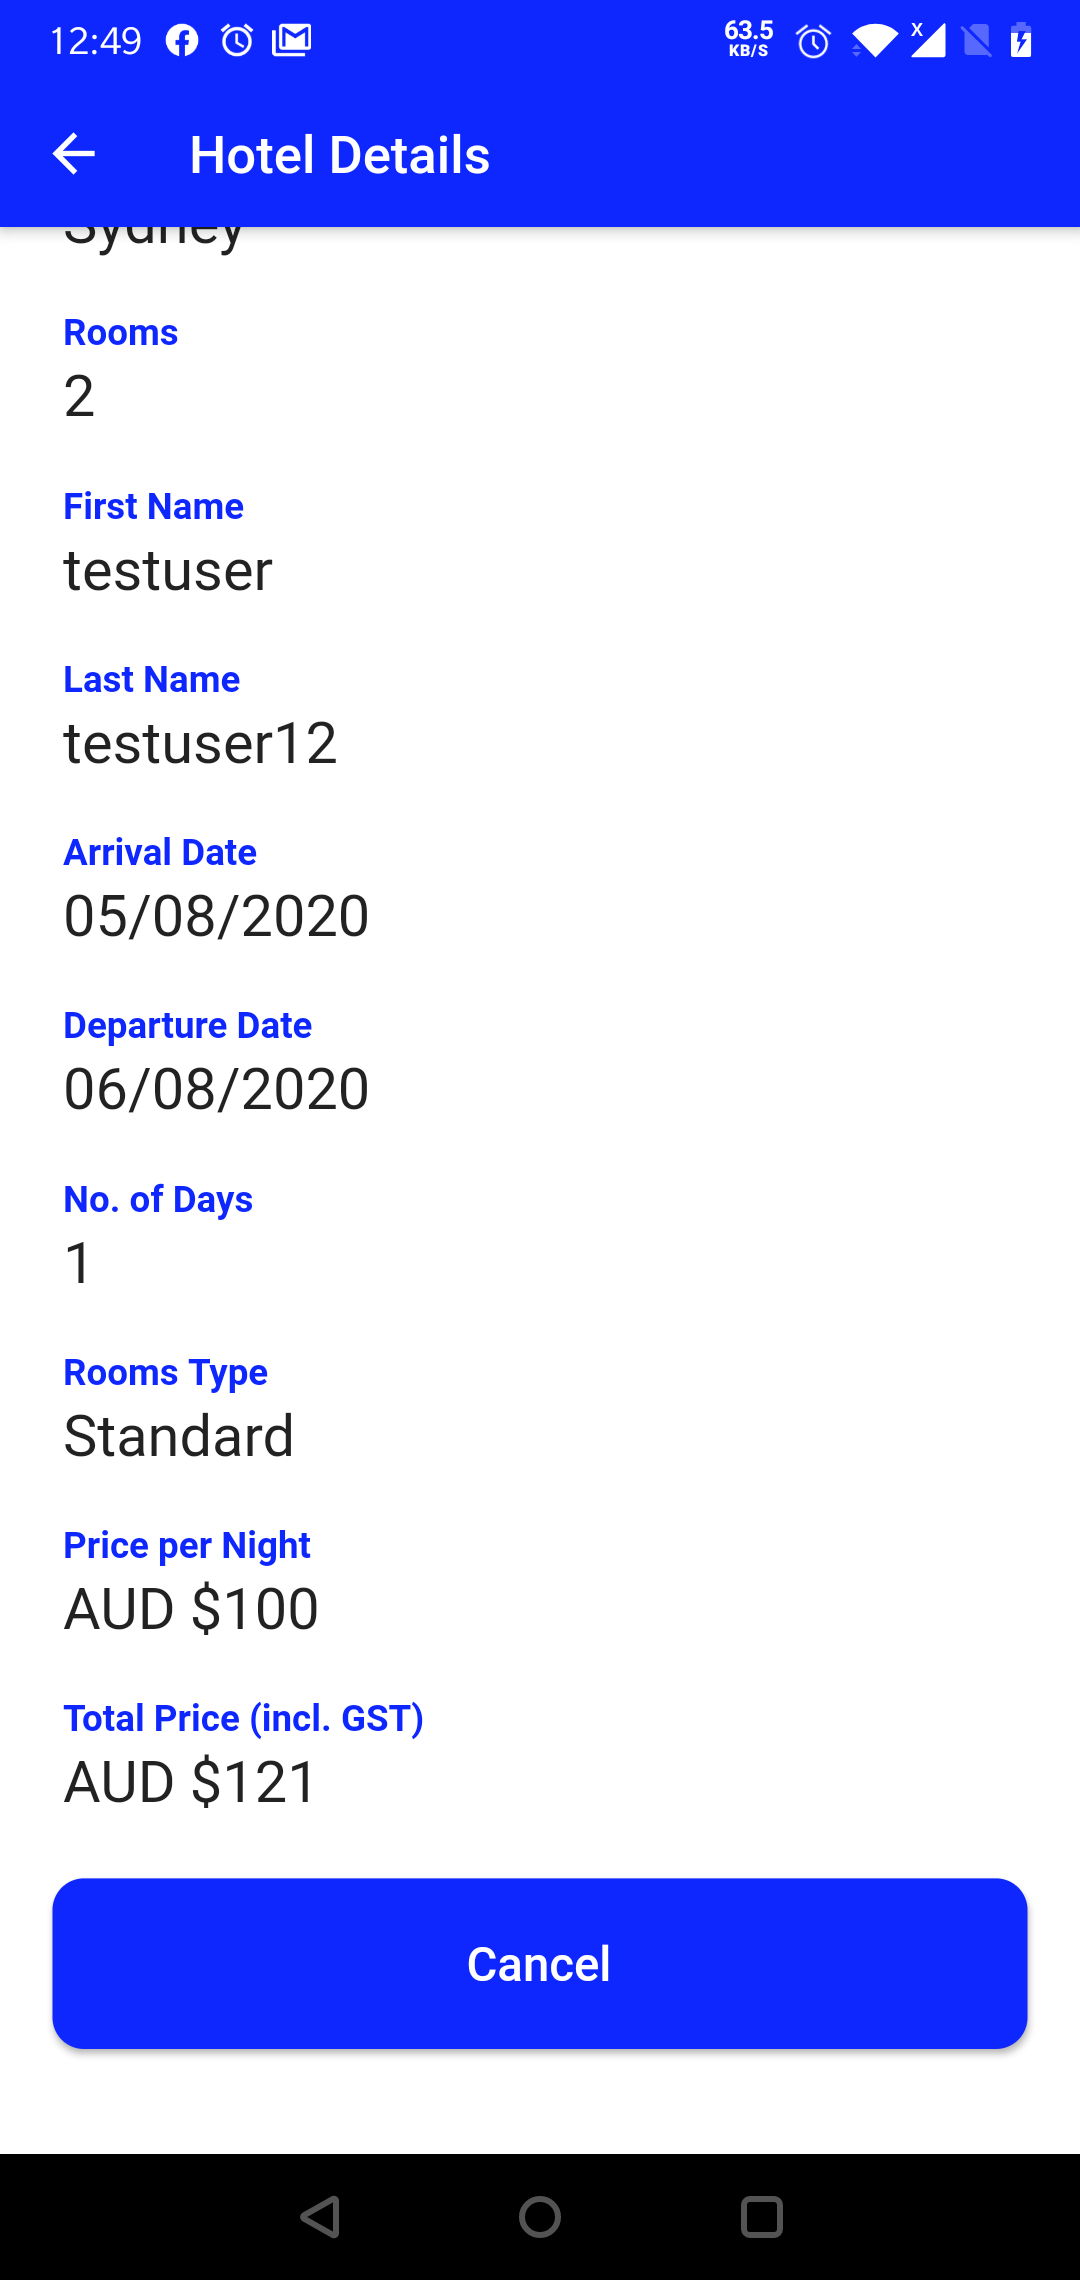 12:49
63.5
KB/S
X
Hotel Details
Sydney
Rooms
2
First Name
testuser
Last Name
testuser12
Arrival Date
05/08/2020
Departure Date
06/08/2020
No. of Days
1
Rooms Type
Standard
Price per Night
AUD $100
Total Price (incl. GST)
AUD $121
Cancel